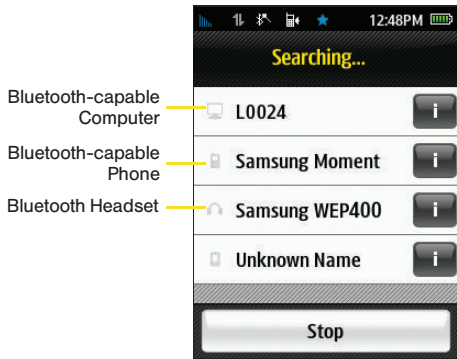 12:48PM
Searching...
Bluetooth-capable
Computer
L0024
i
Bluetooth-capable
Phone
Samsung Moment
i
Bluetooth Headset
Samsung WEP400
i
Unknown Name
i
Stop